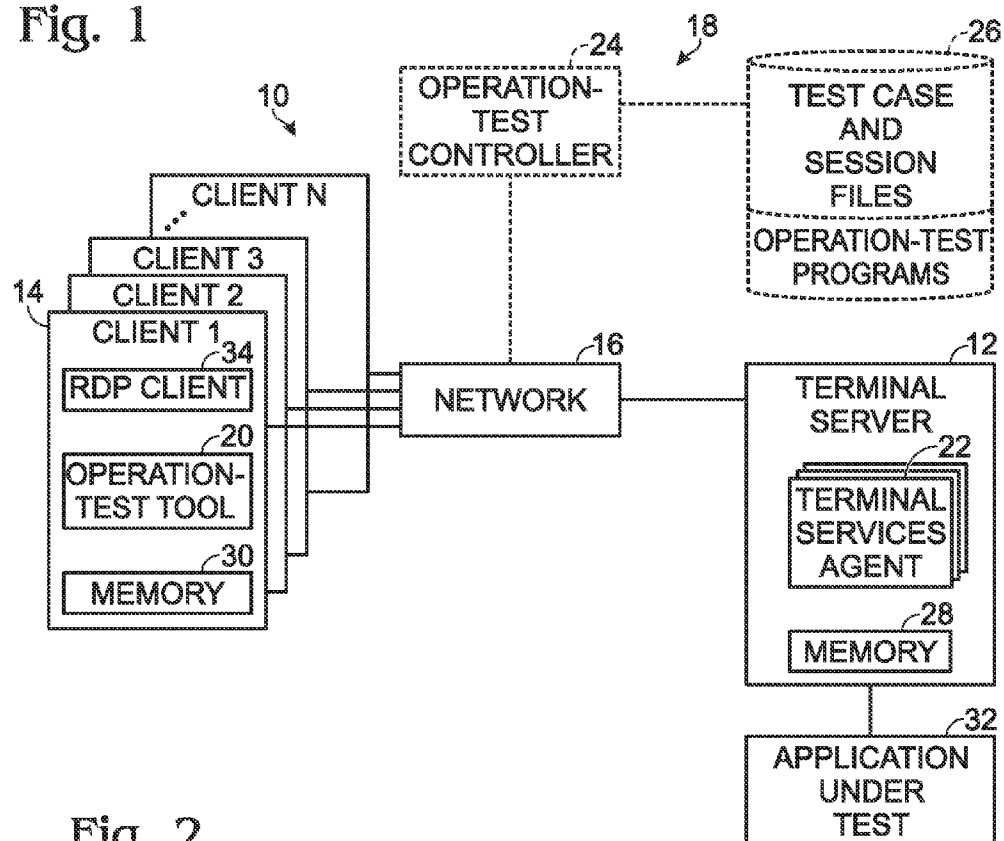 Fig. 1
18
24
26
OPERATION-
TEST
CONTROLLER
TEST CASE
AND
SESSION
FILES
OPERATION-TEST
PROGRAMS
10
CLIENT N
CLIENT 3
CLIENT 2
14
CLIENT 1
34
RDP CLIENT
20
OPERATION-
TEST TOOL
30
MEMORY
16
NETWORK
12
TERMINAL
SERVER
22
TERMINAL
SERVICES
AGENT
28
MEMORY
32
APPLICATION
UNDER
TEST
Fig. 2